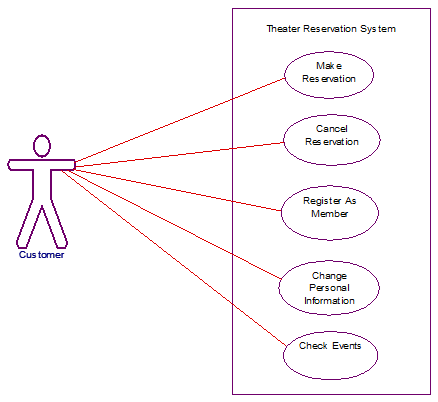 Theater Reservation System
Make
Reservation
Cancel
Reservation
Register As
Member
Change
Personal
Information
Check Events
Customer